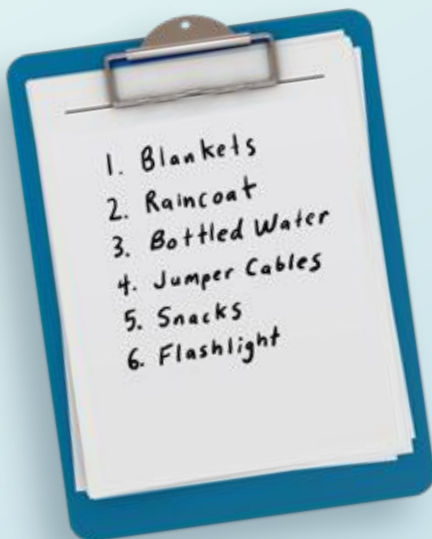 1. Blankets
2. Raincoat
3. Bottled Water
4. Jumper Cables
5. Snacks
6. Flashlight